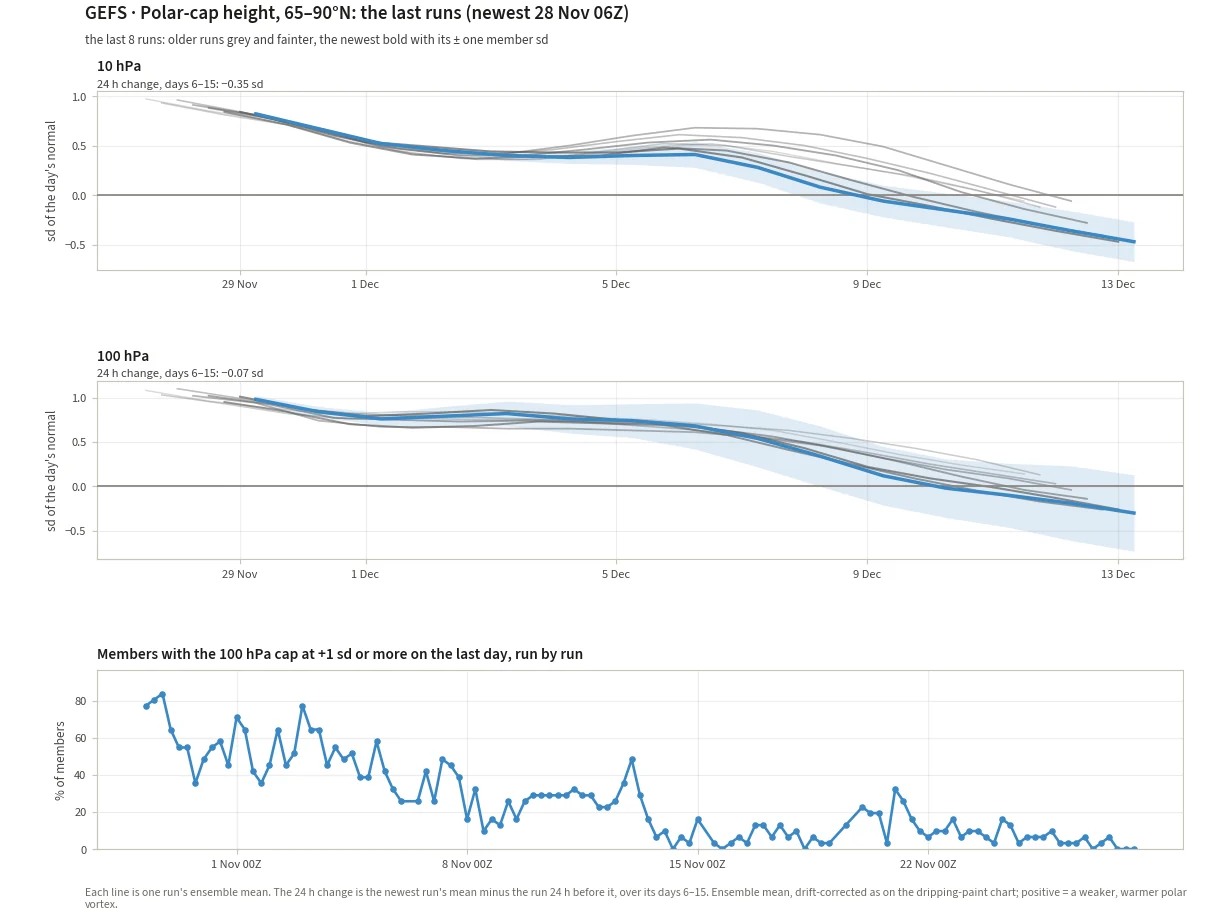 GEFS · Polar-cap height, 65–90°N: the last runs (newest 28 Nov 06Z)
the last 8 runs: older runs grey and fainter, the newest bold with its ± one member sd
10 hPa
24 h change, days 6–15: −0.35 sd
sd of the day's normal
1.0
0.5
0.0
−0.5
29 Nov
1 Dec
5 Dec
9 Dec
13 Dec
100 hPa
24 h change, days 6–15: −0.07 sd
sd of the day's normal
1.0
0.5
0.0
−0.5
29 Nov
1 Dec
5 Dec
9 Dec
13 Dec
Members with the 100 hPa cap at +1 sd or more on the last day, run by run
% of members
80
60
40
20
0
1 Nov 00Z
8 Nov 00Z
15 Nov 00Z
22 Nov 00Z
Each line is one run's ensemble mean. The 24 h change is the newest run's mean minus the run 24 h before it, over its days 6–15. Ensemble mean, drift-corrected as on the dripping-paint chart; positive = a weaker, warmer polar
vortex.